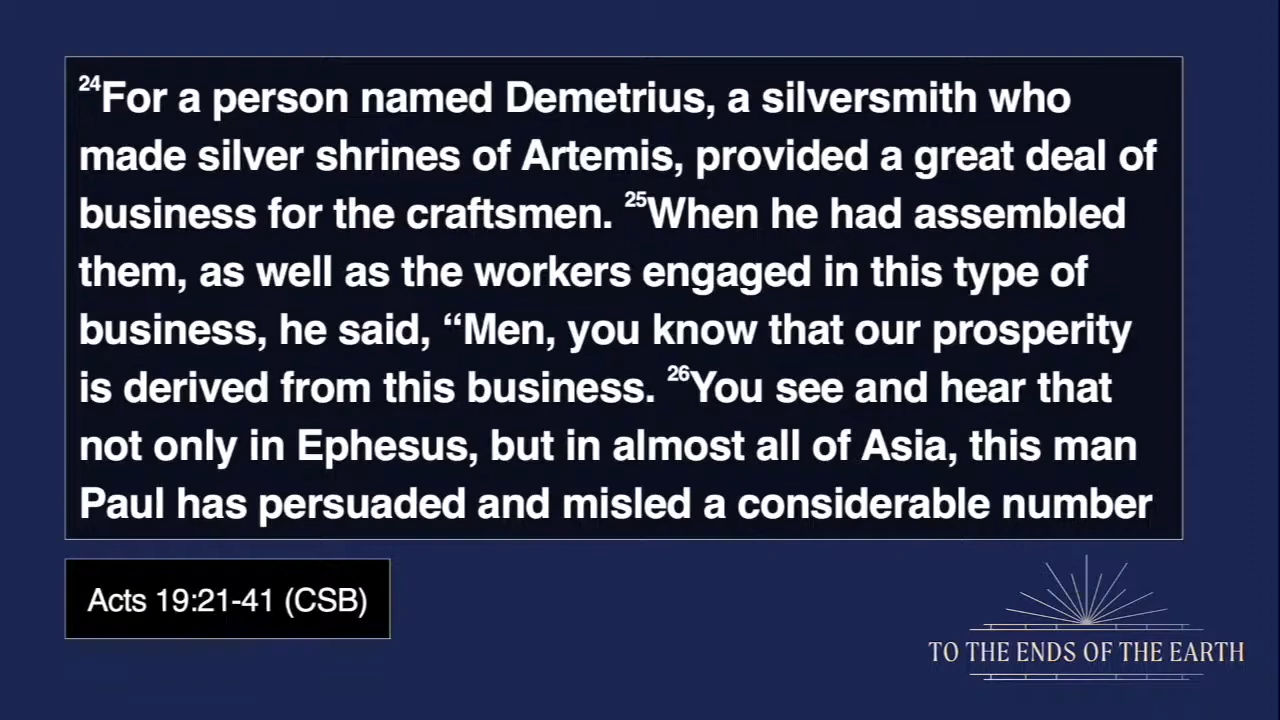 24For a person named Demetrius, a silversmith who
made silver shrines of Artemis, provided a great deal of
business for the craftsmen. 25When he had assembled
them, as well as the workers engaged in this type of
business, he said, “Men, you know that our prosperity
is derived from this business. 26You see and hear that
not only in Ephesus, but in almost all of Asia, this man
Paul has persuaded and misled a considerable number
Acts 19:21-41 (CSB)
TO THE ENDS OF THE EARTH